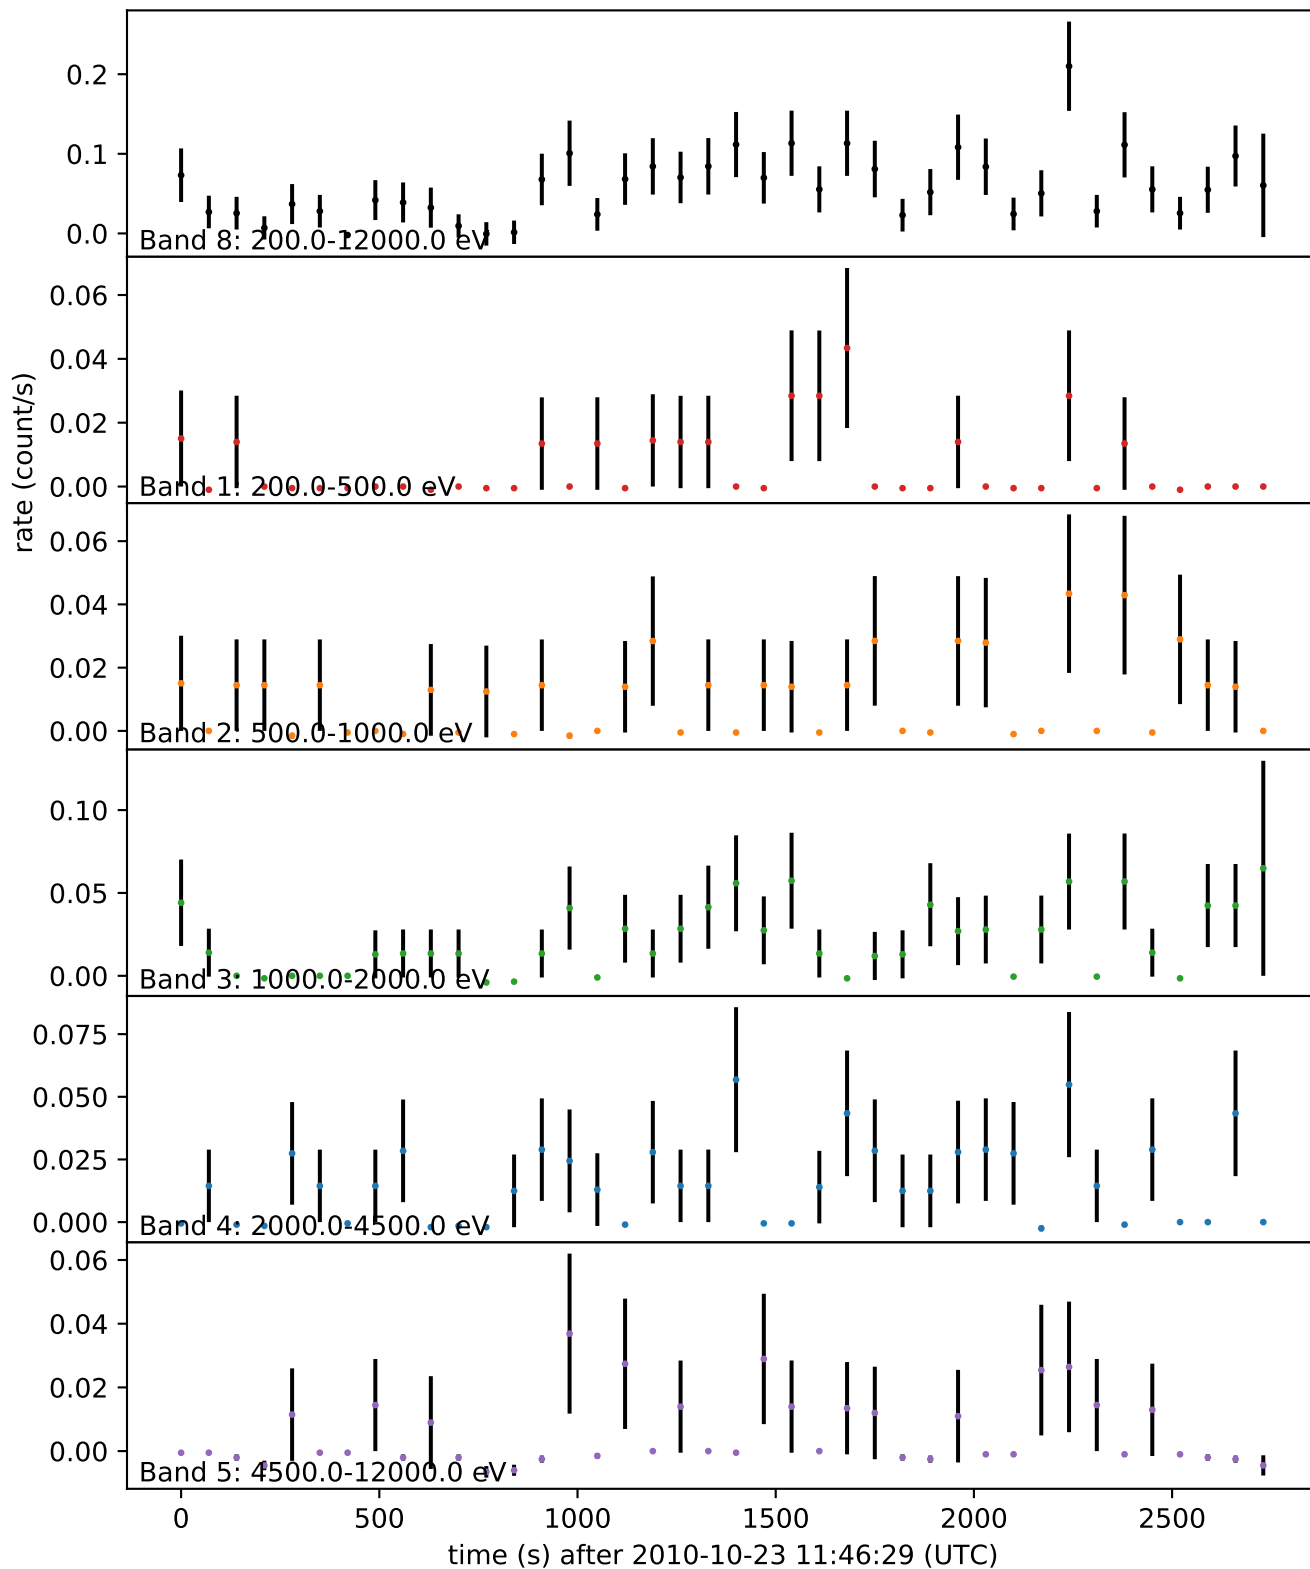 0.2
0.1
0.0
Band 8: 200.0-12000.0 eV
0.06
0.04
0.02
0.00
Band 1: 200.0-500.0 eV
rate (count/s)
0.06
0.04
0.02
0.00
Band 2: 500.0-1000.0 eV
0.10
0.05
0.00
Band 3: 1000.0-2000.0 eV
0.075
0.050
0.025
0.000
Band 4: 2000.0-4500.0 eV
0.06
0.04
0.02
0.00
Band 5: 4500.0-12000.0 eV
0 500 1000 1500 2000 2500
time (s) after 2010-10-23 11:46:29 (UTC)